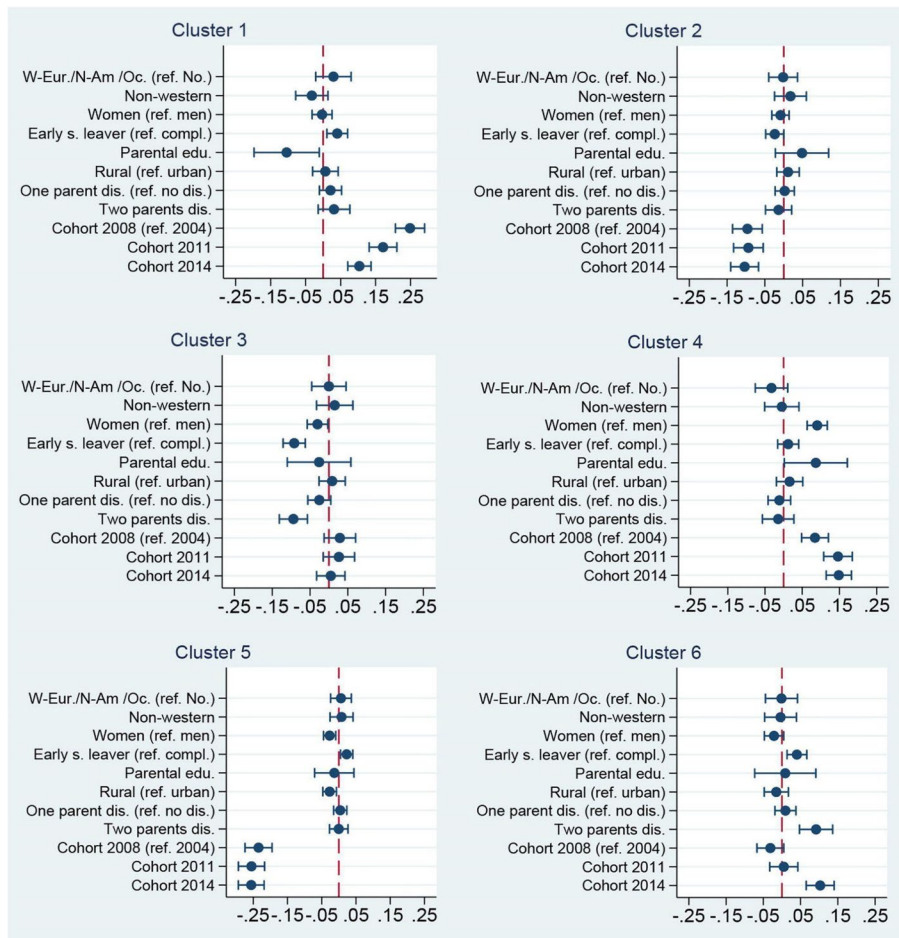 Cluster 1
W-Eur./N-Am /Oc. (ref. No.)
Non-western
Women (ref. men)
Early s. leaver (ref. compl.)
Parental edu.
Rural (ref. urban)
One parent dis. (ref. no dis.)
Two parents dis.
Cohort 2008 (ref. 2004)
Cohort 2011
Cohort 2014
-.25-.15-.05 .05 .15 .25
Cluster 2
W-Eur./N-Am /Oc. (ref. No.)
Non-western
Women (ref. men)
Early s. leaver (ref. compl.)
Parental edu.
Rural (ref. urban)
One parent dis. (ref. no dis.)
Two parents dis.
Cohort 2008 (ref. 2004)
Cohort 2011
Cohort 2014
-.25 -.15-.05 .05 .15 .25
Cluster 3
W-Eur./N-Am /Oc. (ref. No.)
Non-western
Women (ref. men)
Early s. leaver (ref. compl.)
Parental edu.
Rural (ref. urban)
One parent dis. (ref. no dis.)
Two parents dis.
Cohort 2008 (ref. 2004)
Cohort 2011
Cohort 2014
-.25 -.15 -.05 .05 .15 .25
Cluster 4
W-Eur./N-Am /Oc. (ref. No.)
Non-western
Women (ref. men)
Early s. leaver (ref. compl.)
Parental edu.
Rural (ref. urban)
One parent dis. (ref. no dis.)
Two parents dis.
Cohort 2008 (ref. 2004)
Cohort 2011
Cohort 2014
-.25 -.15-.05 .05 .15 .25
Cluster 5
W-Eur./N-Am /Oc. (ref. No.)
Non-western
Women (ref. men)
Early s. leaver (ref. compl.)
Parental edu.
Rural (ref. urban)
One parent dis. (ref. no dis.)
Two parents dis.
Cohort 2008 (ref. 2004)
Cohort 2011
Cohort 2014
-.25-.15-.05 .05 .15 .25
Cluster 6
W-Eur./N-Am /Oc. (ref. No.)
Non-western
Women (ref. men)
Early s. leaver (ref. compl.)
Parental edu.
Rural (ref. urban)
One parent dis. (ref. no dis.)
Two parents dis.
Cohort 2008 (ref. 2004)
Cohort 2011
Cohort 2014
-.25 -.15-.05 .05 .15 .25